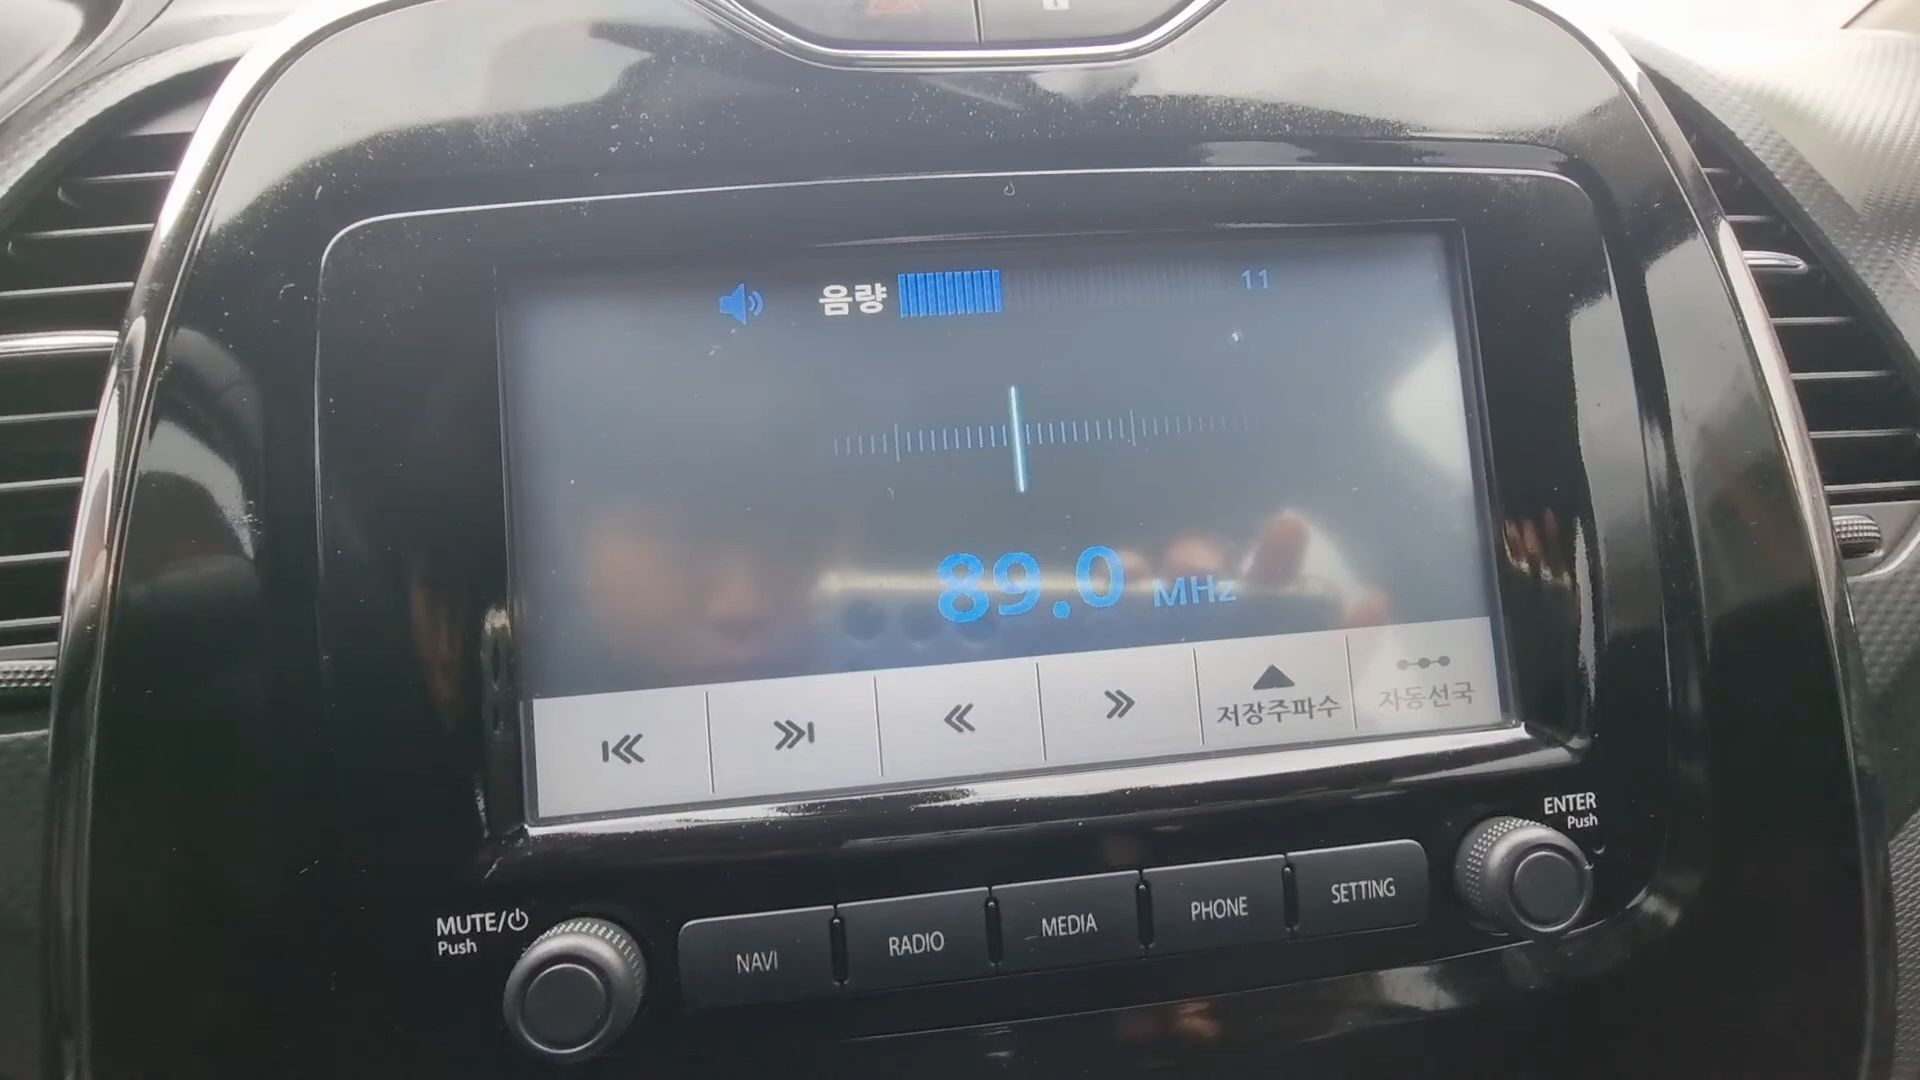 음량 11
89.0 MHz
저장주파수
자동선국
ENTER
Push
MUTE/
Push
NAVI
RADIO
MEDIA
PHONE
SETTING